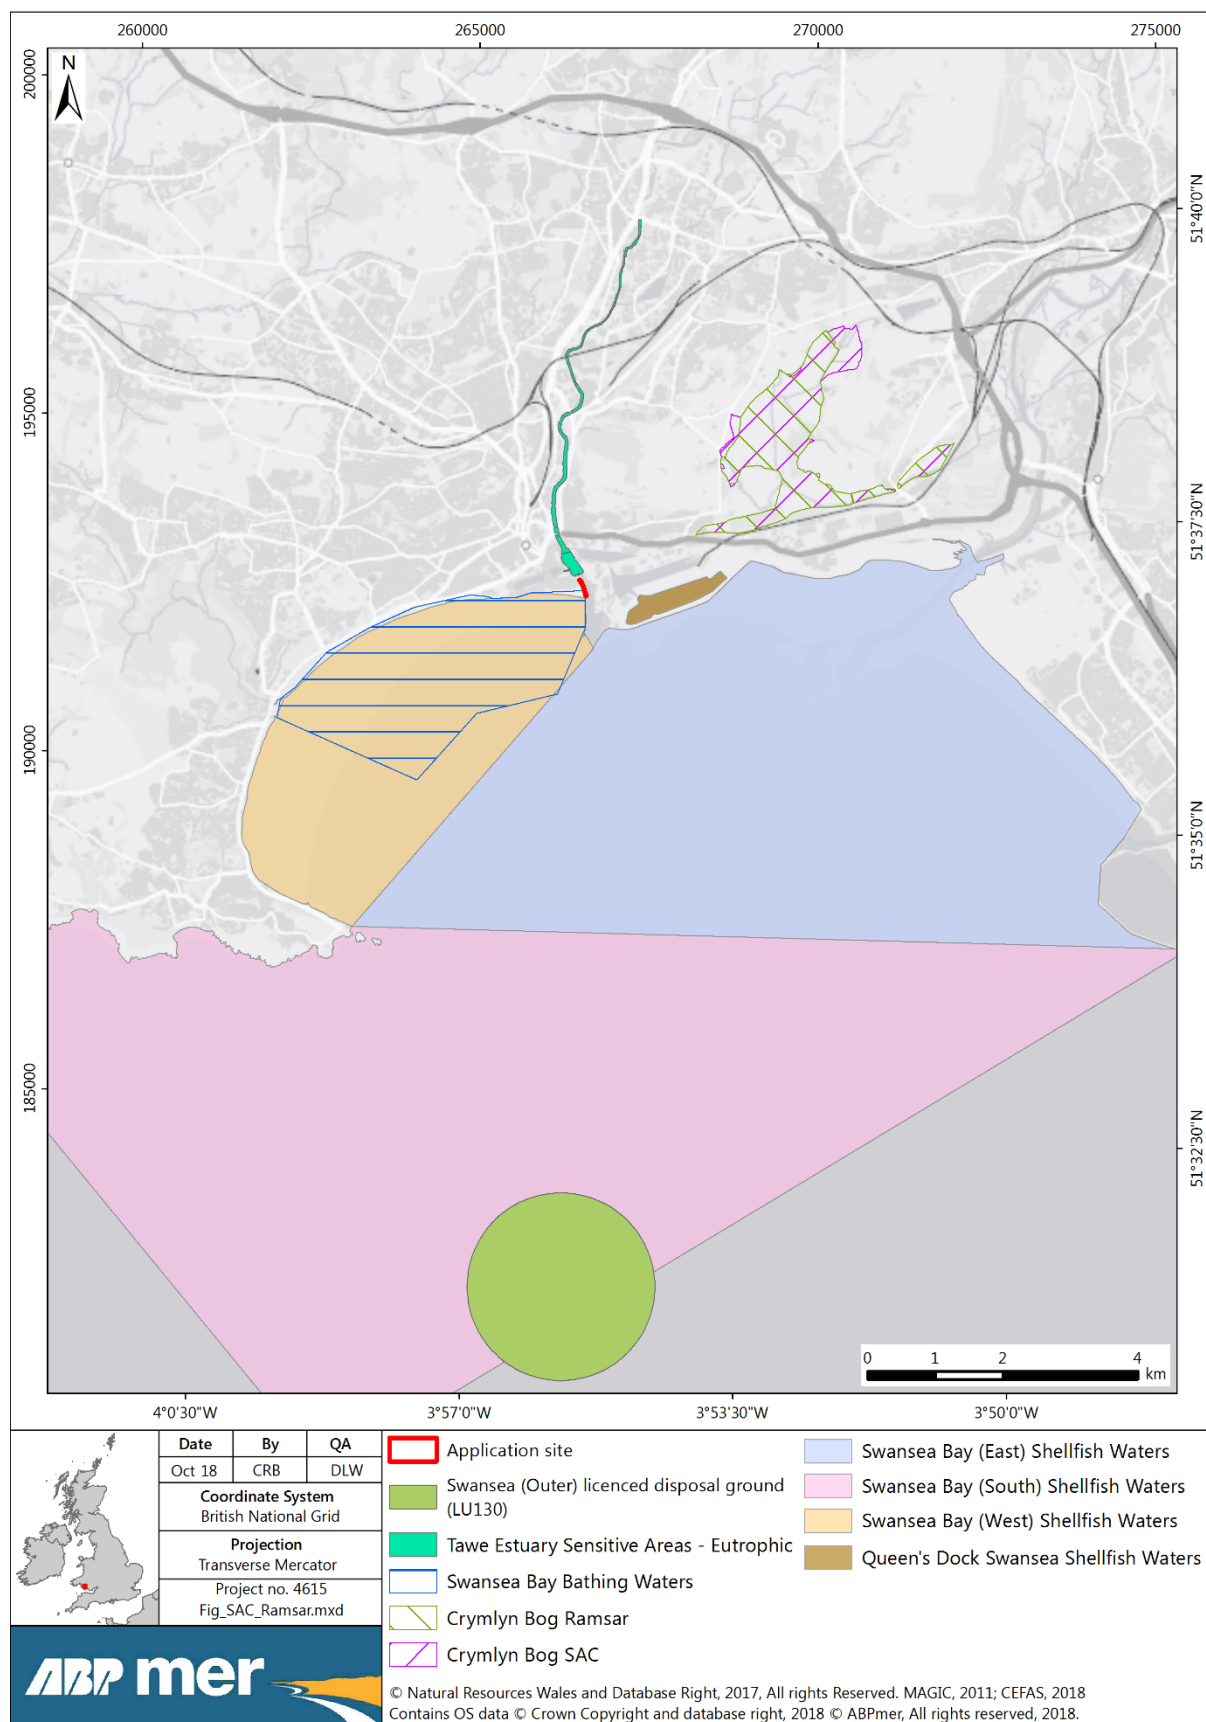 260000
265000
270000
275000
200000
N
51°40'0"N
195000
51°37'30"N
190000
51°35'0"N
185000
51°32'30"N
0 1 2 4
km
4°0'30"W
3°57'0"W
3°53'30"W
3°50'0"W
Date By QA
Oct 18 CRB DLW
Coordinate System
British National Grid
Projection
Transverse Mercator
Project no. 4615
Fig_SAC_Ramsar.mxd
ABP mer
Application site
Swansea (Outer) licenced disposal ground
(LU130)
Tawe Estuary Sensitive Areas - Eutrophic
Swansea Bay Bathing Waters
Crymlyn Bog Ramsar
Crymlyn Bog SAC
Swansea Bay (East) Shellfish Waters
Swansea Bay (South) Shellfish Waters
Swansea Bay (West) Shellfish Waters
Queen's Dock Swansea Shellfish Waters
© Natural Resources Wales and Database Right, 2017, All rights Reserved. MAGIC, 2011; CEFAS, 2018
Contains OS data © Crown Copyright and database right, 2018 © ABPmer, All rights reserved, 2018.